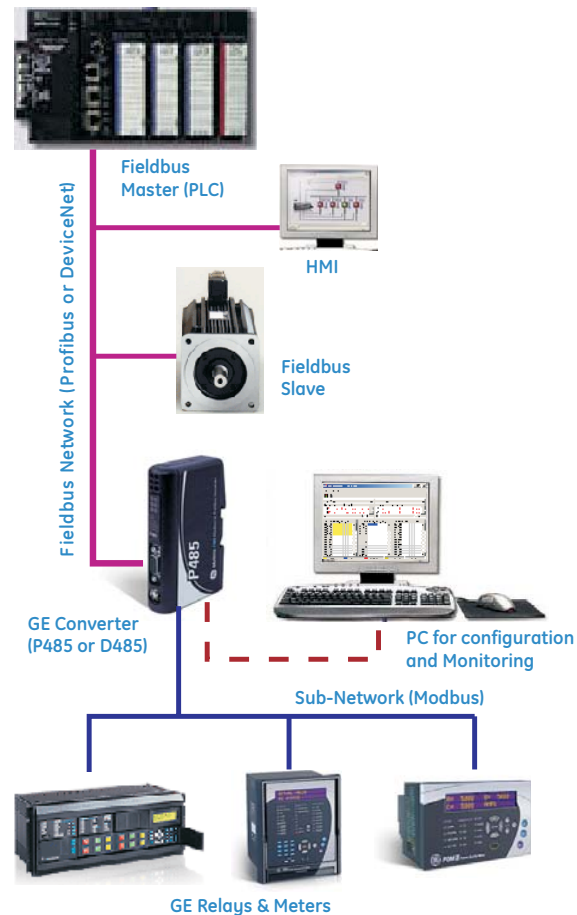 Fieldbus
Master (PLC)
Fieldbus Network (Profibus or DeviceNet)
HMI
Fieldbus
Slave
P485
GE Converter
(P485 or D485)
PC for configuration
and Monitoring
Sub-Network (Modbus)
GE Relays & Meters